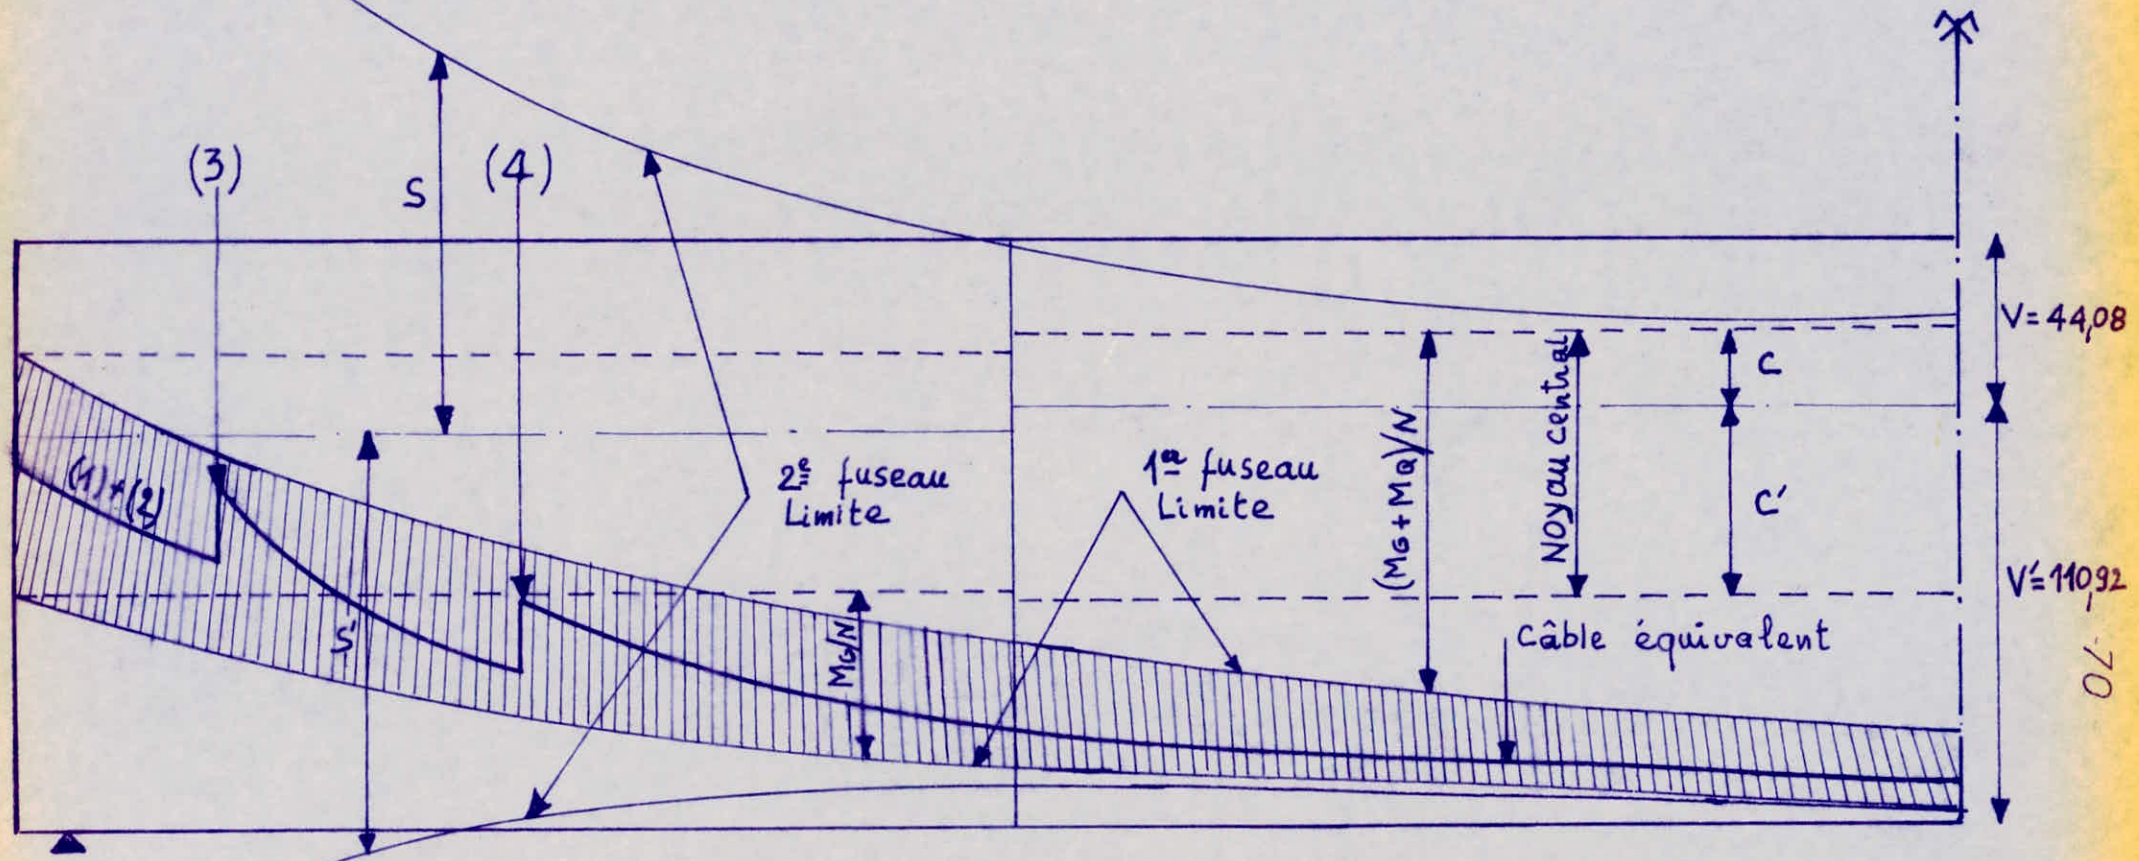 (3)
S
(4)
V = 44,08
C
Noyau central
(MG + MQ)/N
2e fuseau
Limite
1er fuseau
Limite
(1)+(2)
C'
V' = 110,92
S'
MG/N
Câble équivalent
- 70